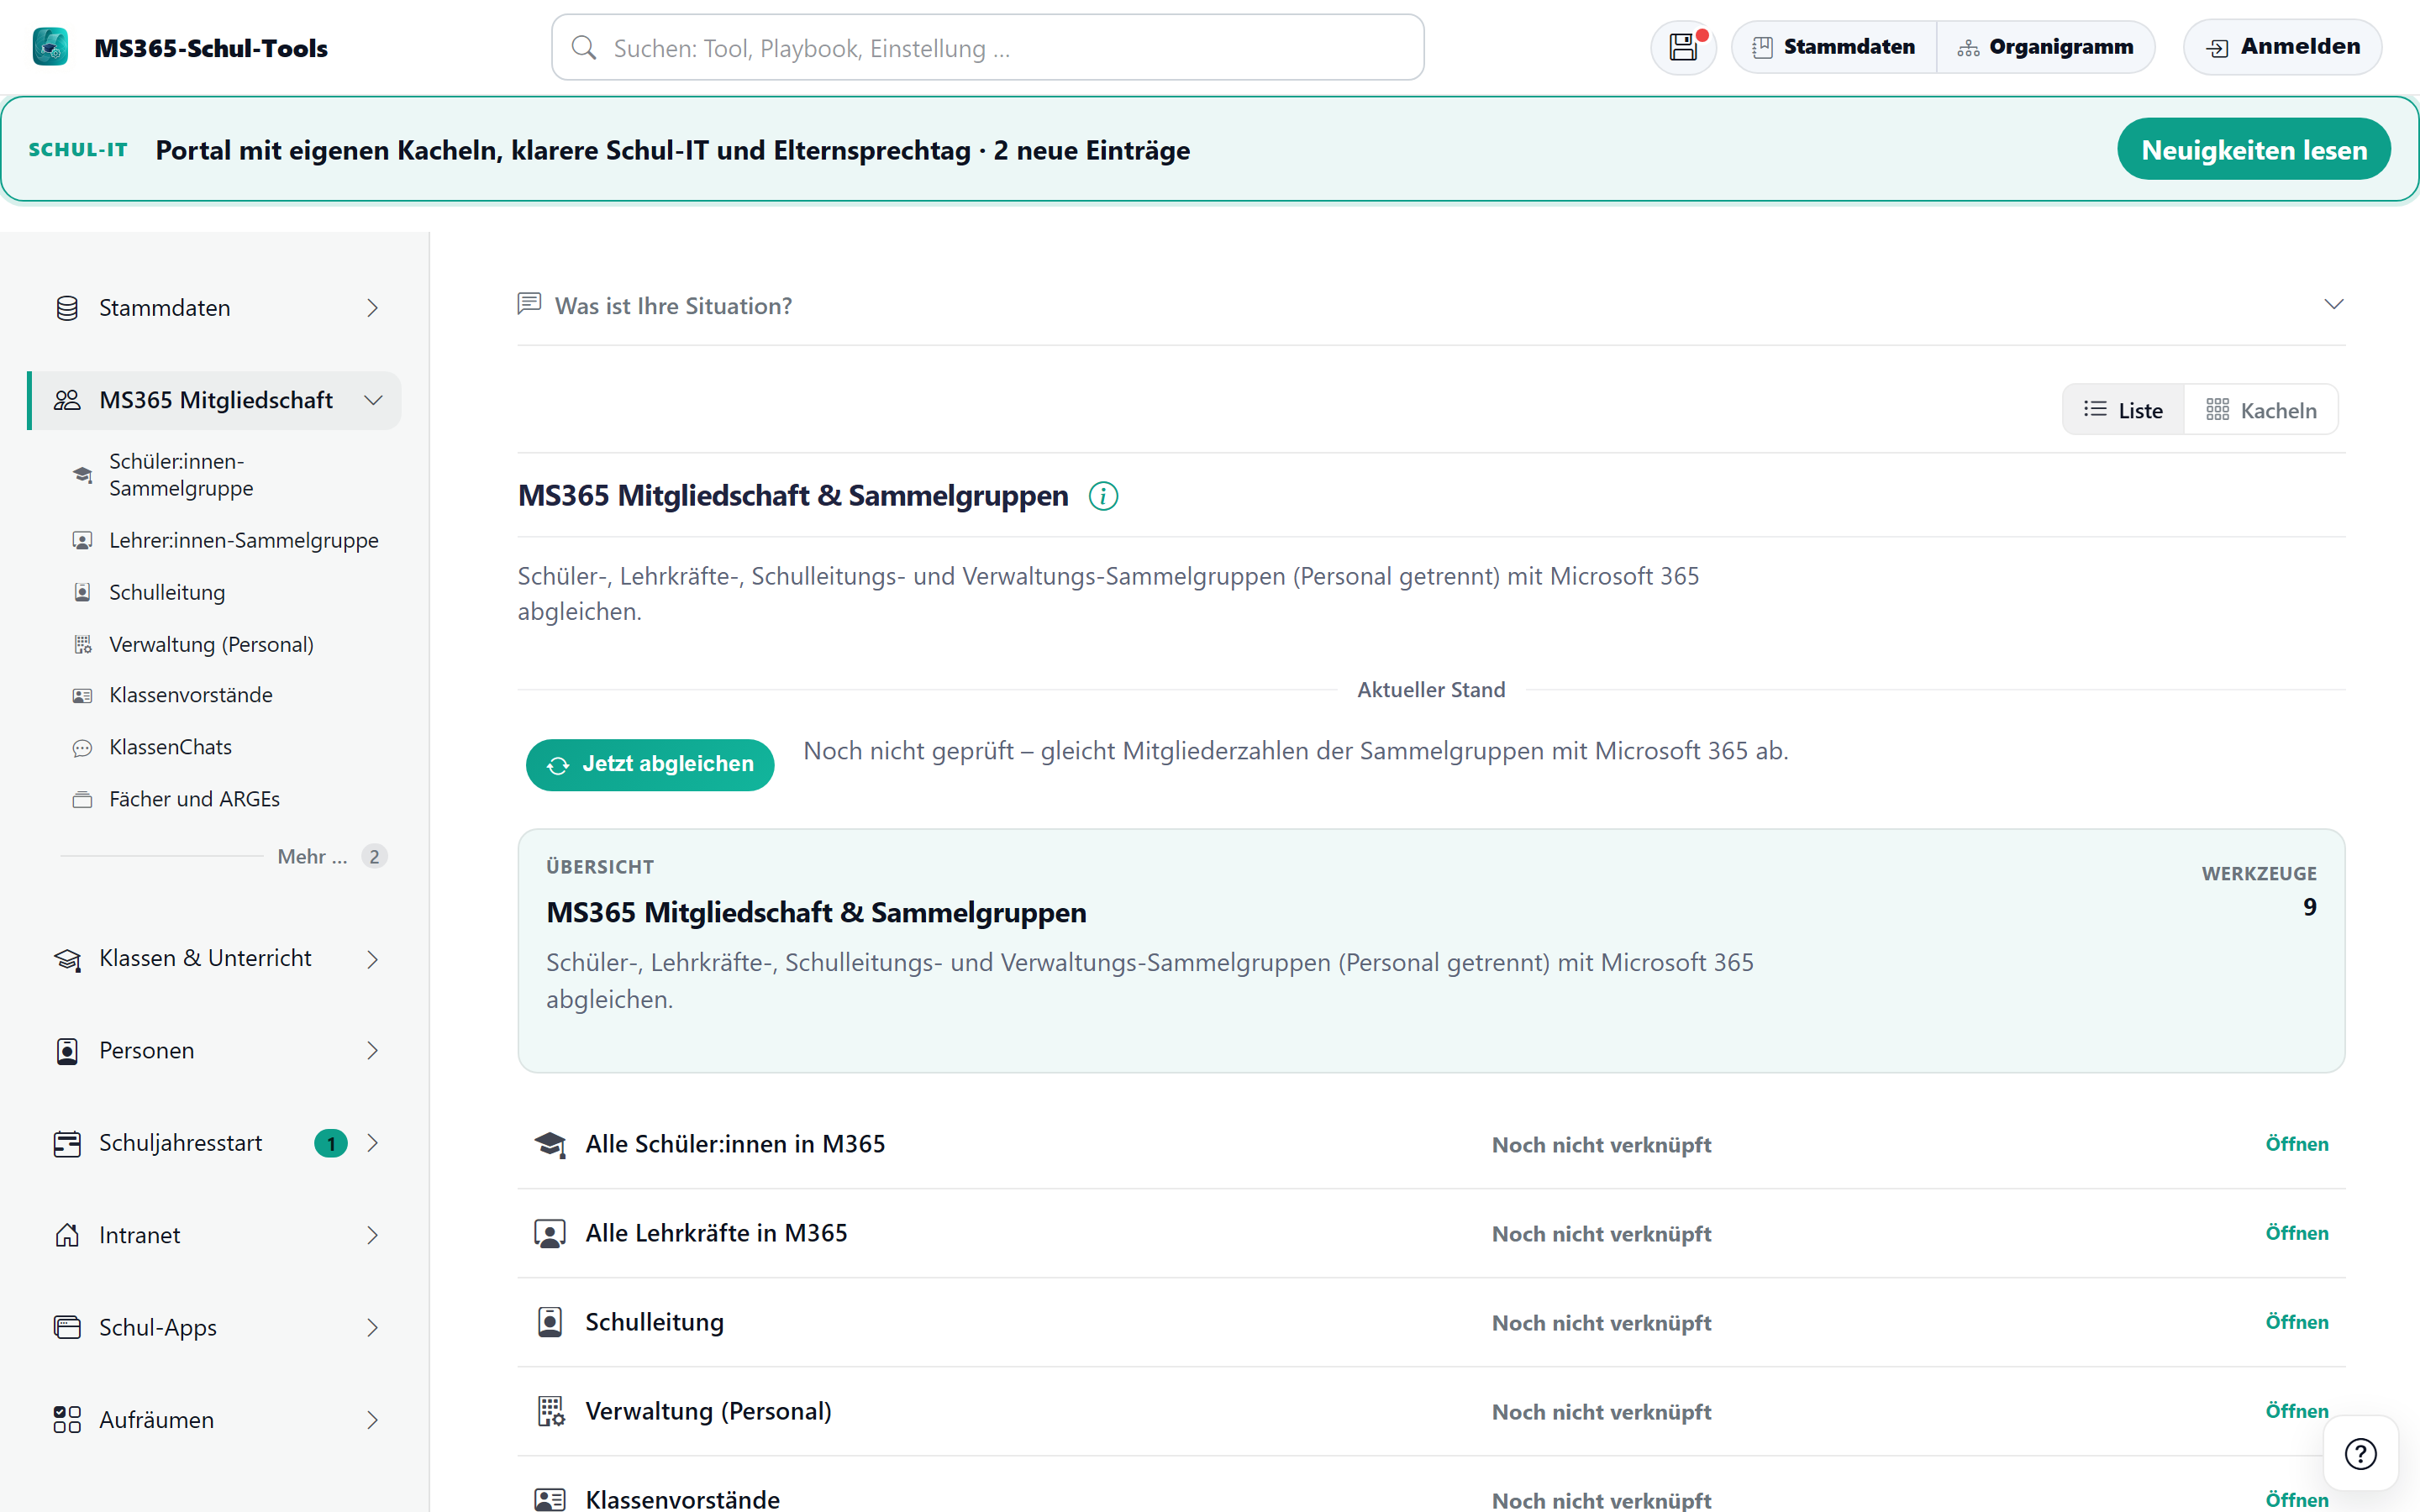 MS365-Schul-Tools
Suchen: Tool, Playbook, Einstellung ...
Stammdaten
Organigramm
Anmelden
SCHUL-IT
Portal mit eigenen Kacheln, klarere Schul-IT und Elternsprechtag · 2 neue Einträge
Neuigkeiten lesen
Stammdaten
MS365 Mitgliedschaft
Schüler:innen-
Sammelgruppe
Lehrer:innen-Sammelgruppe
Schulleitung
Verwaltung (Personal)
Klassenvorstände
KlassenChats
Fächer und ARGEs
Mehr ... 2
Klassen & Unterricht
Personen
Schuljahresstart 1
Intranet
Schul-Apps
Aufräumen
Was ist Ihre Situation?
Liste
Kacheln
MS365 Mitgliedschaft & Sammelgruppen
Schüler-, Lehrkräfte-, Schulleitungs- und Verwaltungs-Sammelgruppen (Personal getrennt) mit Microsoft 365
abgleichen.
Aktueller Stand
Jetzt abgleichen
Noch nicht geprüft – gleicht Mitgliederzahlen der Sammelgruppen mit Microsoft 365 ab.
ÜBERSICHT
MS365 Mitgliedschaft & Sammelgruppen
Schüler-, Lehrkräfte-, Schulleitungs- und Verwaltungs-Sammelgruppen (Personal getrennt) mit Microsoft 365
abgleichen.
WERKZEUGE
9
Alle Schüler:innen in M365 Noch nicht verknüpft Öffnen
Alle Lehrkräfte in M365 Noch nicht verknüpft Öffnen
Schulleitung Noch nicht verknüpft Öffnen
Verwaltung (Personal) Noch nicht verknüpft Öffnen
Klassenvorstände Noch nicht verknüpft Öffnen